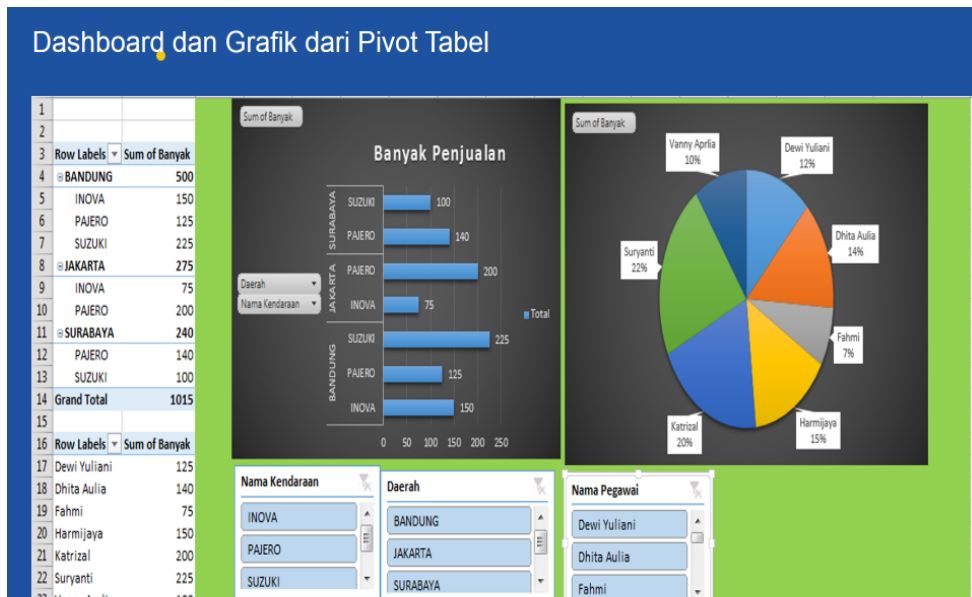 Dashboard dan Grafik dari Pivot Tabel
1
2
3 Row Labels Sum of Banyak
4 BANDUNG 500
5 INOVA 150
6 PAJERO 125
7 SUZUKI 225
8 JAKARTA 275
9 INOVA 75
10 PAJERO 200
11 SURABAYA 240
12 PAJERO 140
13 SUZUKI 100
14 Grand Total 1015
15
16 Row Labels Sum of Banyak
17 Dewi Yuliani 125
18 Dhita Aulia 140
19 Fahmi 75
20 Harmijaya 150
21 Katrizal 200
22 Suryanti 225
Sum of Banyak
Banyak Penjualan
SURABAYA
SUZUKI 100
PAJERO 140
JAKARTA
PAJERO 200
INOVA 75
BANDUNG
SUZUKI 225
PAJERO 125
INOVA 150
0 50 100 150 200 250
Daerah
Nama Kendaraan
Total
Sum of Banyak
Vanny Aprlia
10%
Dewi Yuliani
12%
Dhita Aulia
14%
Fahmi
7%
Harmijaya
15%
Katrizal
20%
Suryanti
22%
Nama Kendaraan
INOVA
PAJERO
SUZUKI
Daerah
BANDUNG
JAKARTA
SURABAYA
Nama Pegawai
Dewi Yuliani
Dhita Aulia
Fahmi